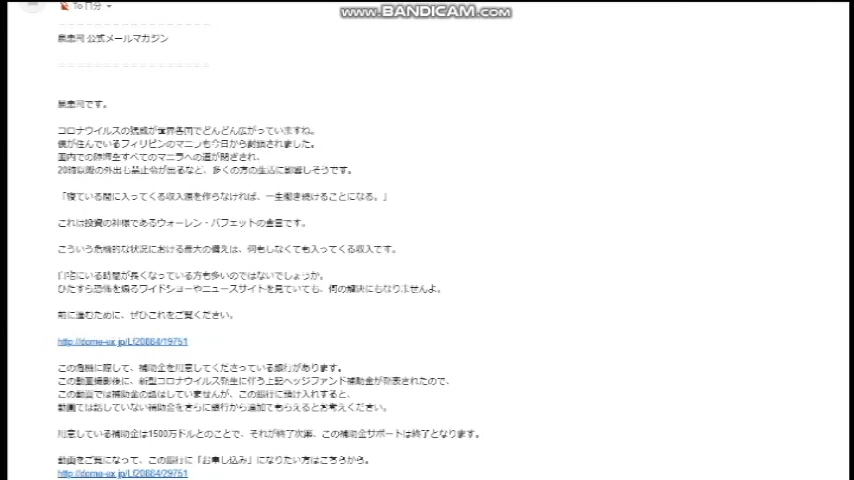 To 自分
www.BANDICAM.com
泉忠司 公式メールマガジン
泉忠司です。
コロナウイルスの猛威が世界各国でどんどん広がっていますね。
僕が住んでいるフィリピンのマニラも今日から封鎖されました。
国内での陸海空すべてのマニラへの道が閉ざされ、
20時以降の外出も禁止令が出るなど、多くの方の生活に影響しそうです。
「寝ている間に入ってくる収入源を作らなければ、一生働き続けることになる。」
これは投資の神様であるウォーレン・バフェットの金言です。
こういう危機的な状況における最大の備えは、何もしなくても入ってくる収入です。
自宅にいる時間が長くなっている方も多いのではないでしょうか。
ひたすら恐怖を煽るワイドショーやニュースサイトを見ていても、何の解決にもなりませんよ。
前に進むために、ぜひこれをご覧ください。
http://dome-ex.jp/Lf20864/19751
この危機に際して、補助金を用意してくださっている銀行があります。
この動画撮影後に、新型コロナウイルス発生に伴う上記ヘッジファンド補助金が発表されたので、
この動画では補助金の話はしていませんが、この銀行に預け入れすると、
動画では話していない補助金をさらに銀行から追加でもらえるとお考えください。
用意している補助金は1500万ドルとのことで、それが終了次第、この補助金サポートは終了となります。
動画をご覧になって、この銀行に「お申し込み」になりたい方はこちらから。
http://dome-ex.jp/Lf20864/29751